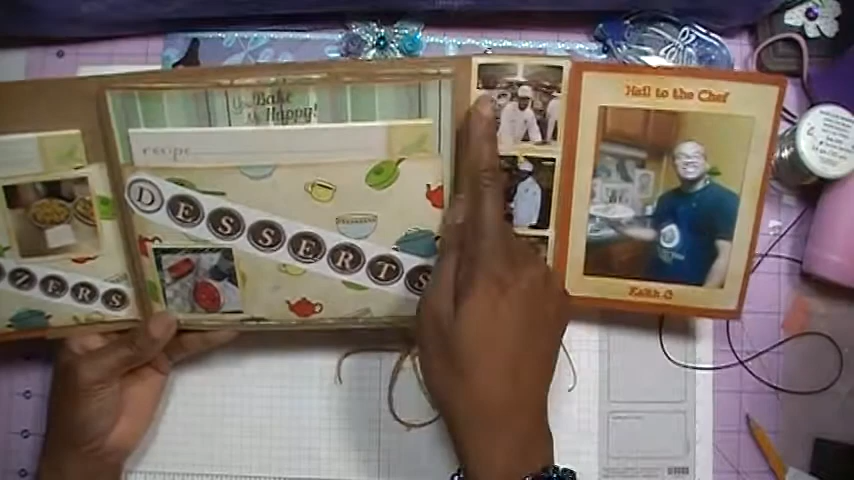 Bake
Happy!
recipe
DESSERTS
ZERS
Hail to the Chef
Keith G